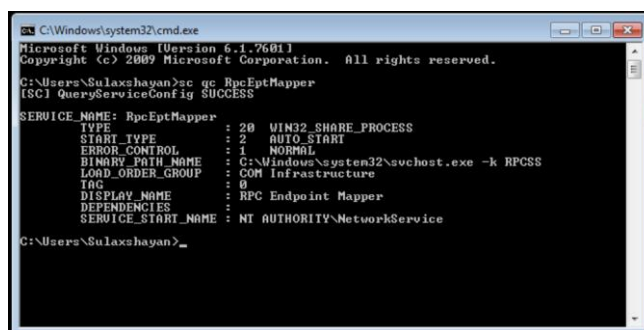 C:\Windows\system32\cmd.exe
Microsoft Windows [Version 6.1.7601]
Copyright (c) 2009 Microsoft Corporation.  All rights reserved.
C:\Users\Sulaxshayan>sc qc RpcEptMapper
[SC] QueryServiceConfig SUCCESS
SERVICE_NAME: RpcEptMapper
TYPE : 20 WIN32_SHARE_PROCESS
START_TYPE : 2 AUTO_START
ERROR_CONTROL : 1 NORMAL
BINARY_PATH_NAME : C:\Windows\system32\svchost.exe -k RPCSS
LOAD_ORDER_GROUP : COM Infrastructure
TAG : 0
DISPLAY_NAME : RPC Endpoint Mapper
DEPENDENCIES :
SERVICE_START_NAME : NT AUTHORITY\NetworkService
C:\Users\Sulaxshayan>_